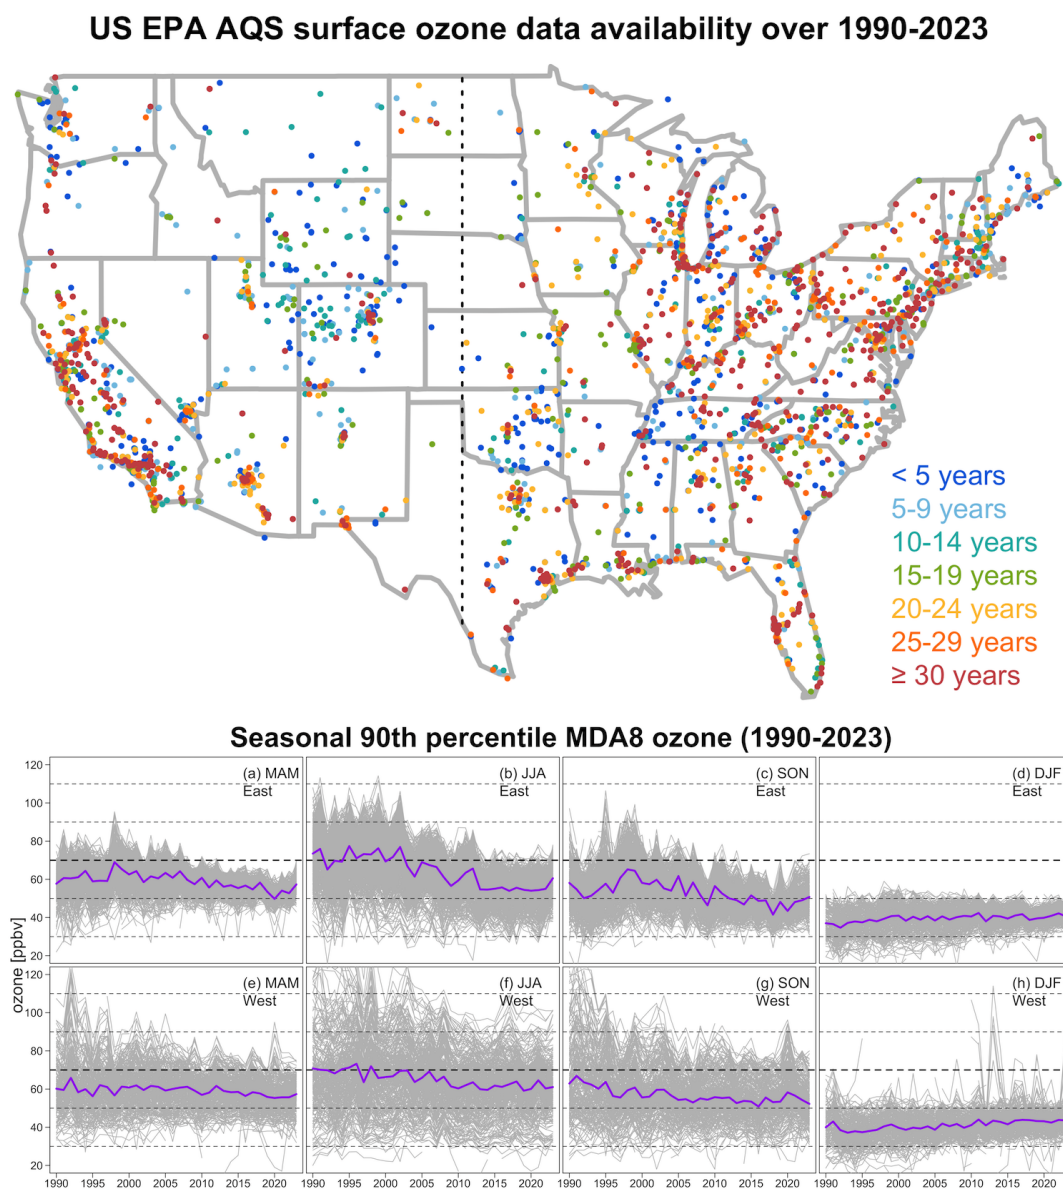 US EPA AQS surface ozone data availability over 1990-2023
< 5 years
5-9 years
10-14 years
15-19 years
20-24 years
25-29 years
≥ 30 years
Seasonal 90th percentile MDA8 ozone (1990-2023)
ozone [ppbv]
120
100
80
60
40
20
(a) MAM
East
(b) JJA
East
(c) SON
East
(d) DJF
East
120
100
80
60
40
20
(e) MAM
West
(f) JJA
West
(g) SON
West
(h) DJF
West
1990 1995 2000 2005 2010 2015 2020 1990 1995 2000 2005 2010 2015 2020 1990 1995 2000 2005 2010 2015 2020 1990 1995 2000 2005 2010 2015 2020